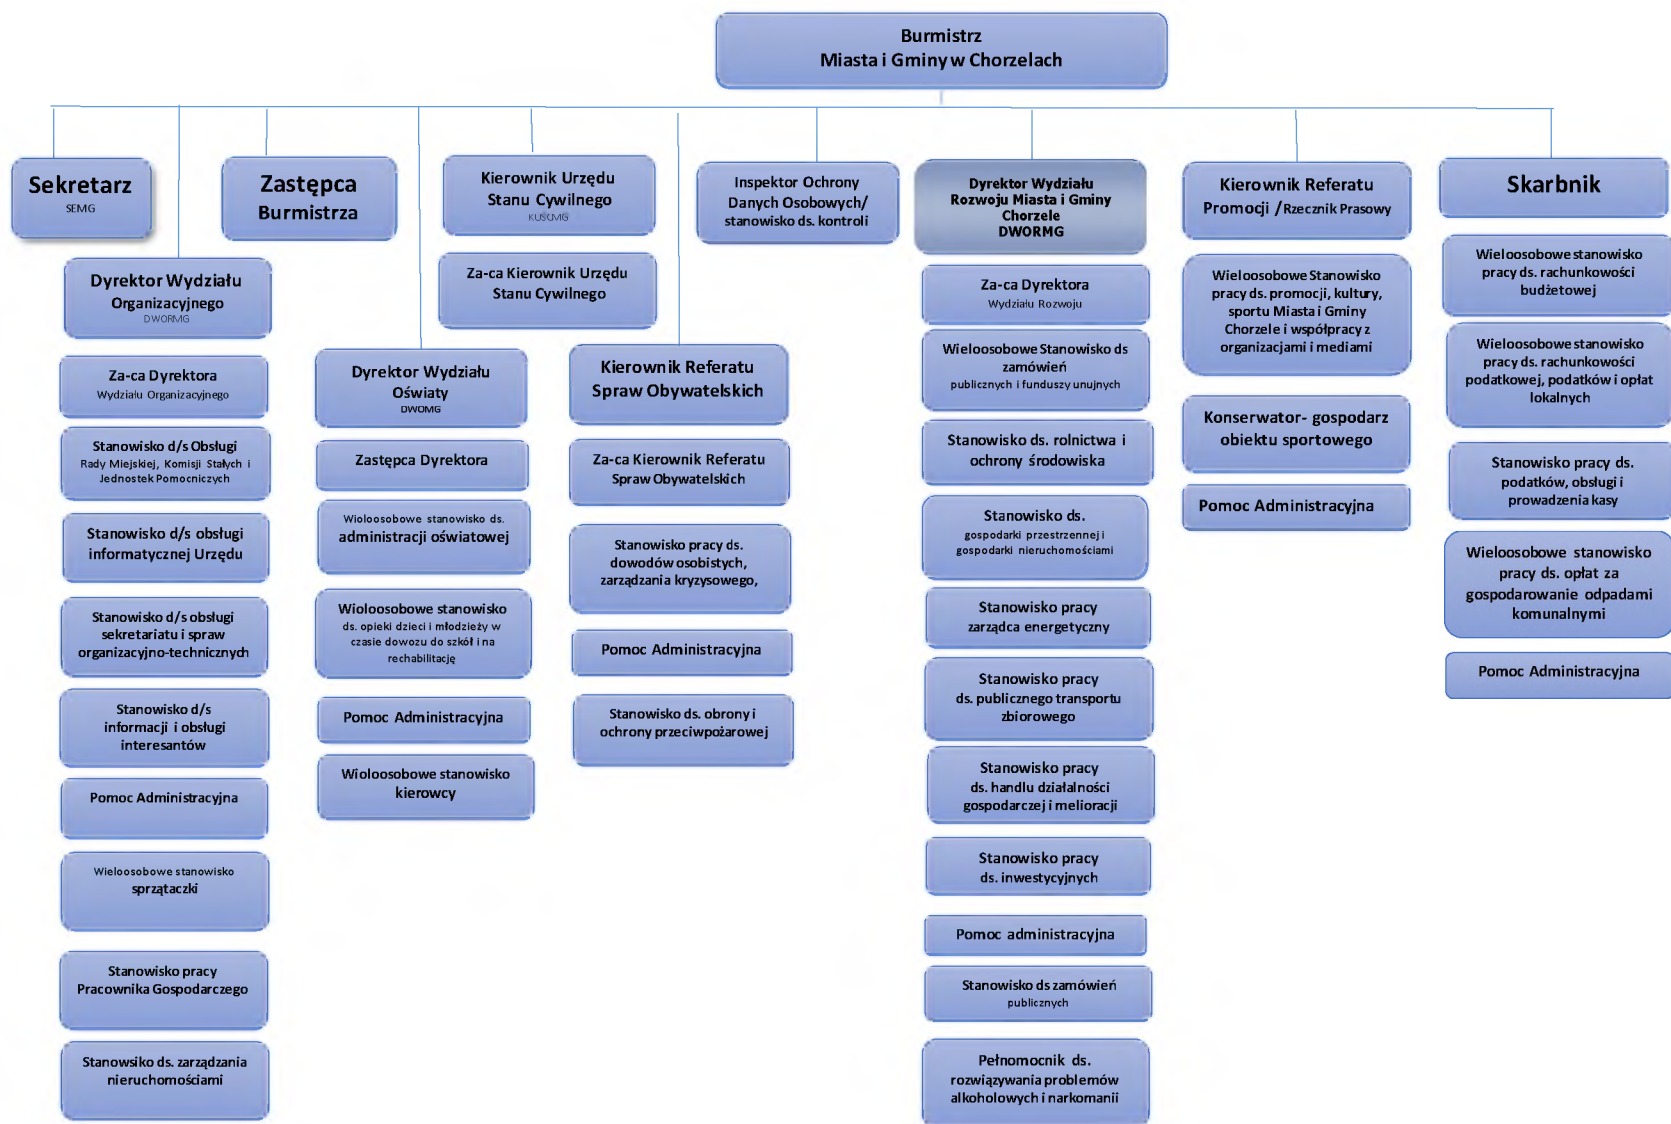 Burmistrz
Miasta i Gminy w Chorzelach
Sekretarz
SEMG
Dyrektor Wydziału
Organizacyjnego
DWORMG
Za-ca Dyrektora
Wydziału Organizacyjnego
Stanowisko d/s Obsługi
Rady Miejskiej, Komisji Stałych i
Jednostek Pomocniczych
Stanowisko d/s obsługi
informatycznej Urzędu
Stanowisko d/s obsługi
sekretariatu i spraw
organizacyjno-technicznych
Stanowisko d/s
informacji i obsługi
interesantów
Pomoc Administracyjna
Wieloosobowe stanowisko
sprzątaczki
Stanowisko pracy
Pracownika Gospodarczego
Stanowsiko ds. zarządzania
nieruchomościami
Zastępca
Burmistrza
Dyrektor Wydziału
Oświaty
DWOMG
Zastępca Dyrektora
Wioloosobowe stanowisko ds.
administracji oświatowej
Wioloosobowe stanowisko
ds. opieki dzieci i młodzieży w
czasie dowozu do szkół i na
rechabilitację
Pomoc Administracyjna
Wioloosobowe stanowisko
kierowcy
Kierownik Urzędu
Stanu Cywilnego
KUSCMG
Za-ca Kierownik Urzędu
Stanu Cywilnego
Kierownik Referatu
Spraw Obywatelskich
Za-ca Kierownik Referatu
Spraw Obywatelskich
Stanowisko pracy ds.
dowodów osobistych,
zarządzania kryzysowego,
Pomoc Administracyjna
Stanowisko ds. obrony i
ochrony przeciwpożarowej
Inspektor Ochrony
Danych Osobowych/
stanowisko ds. kontroli
Dyrektor Wydziału
Rozwoju Miasta i Gminy
Chorzele
DWORMG
Za-ca Dyrektora
Wydziału Rozwoju
Wieloosobowe Stanowisko ds
zamówień
publicznych i funduszy unujnych
Stanowisko ds. rolnictwa i
ochrony środowiska
Stanowisko ds.
gospodarki przestrzennej i
gospodarki nieruchomościami
Stanowisko pracy
zarządca energetyczny
Stanowisko pracy
ds. publicznego transportu
zbiorowego
Stanowisko pracy
ds. handlu działalności
gospodarczej i melioracji
Stanowisko pracy
ds. inwestycyjnych
Pomoc administracyjna
Stanowisko ds zamówień
publicznych
Pełnomocnik ds.
rozwiązywania problemów
alkoholowych i narkomanii
Kierownik Referatu
Promocji /Rzecznik Prasowy
Wieloosobowe Stanowisko
pracy ds. promocji, kultury,
sportu Miasta i Gminy
Chorzele i współpracy z
organizacjami i mediami
Konserwator- gospodarz
obiektu sportowego
Pomoc Administracyjna
Skarbnik
Wieloosobowe stanowisko
pracy ds. rachunkowości
budżetowej
Wieloosobowe stanowisko
pracy ds. rachunkowości
podatkowej, podatków i opłat
lokalnych
Stanowisko pracy ds.
podatków, obsługi i
prowadzenia kasy
Wieloosobowe stanowisko
pracy ds. opłat za
gospodarowanie odpadami
komunalnymi
Pomoc Administracyjna